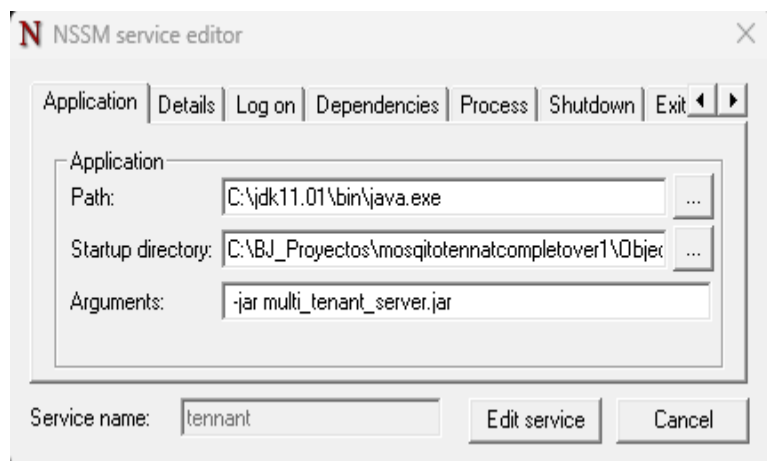 N NSSM service editor
Application Details Log on Dependencies Process Shutdown Exit
Application
Path: C:\jdk11.01\bin\java.exe ...
Startup directory: C:\BJ_Proyectos\mosqitotennatcompletover1\Objec ...
Arguments: -jar multi_tenant_server.jar
Service name: tennant Edit service Cancel